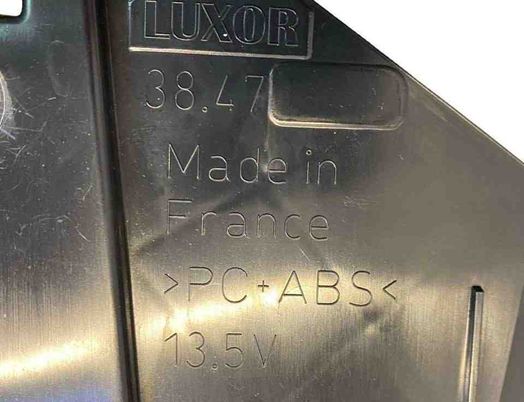 LUXOR
38.47
Made in
France
>PC+ABS<
13.5V